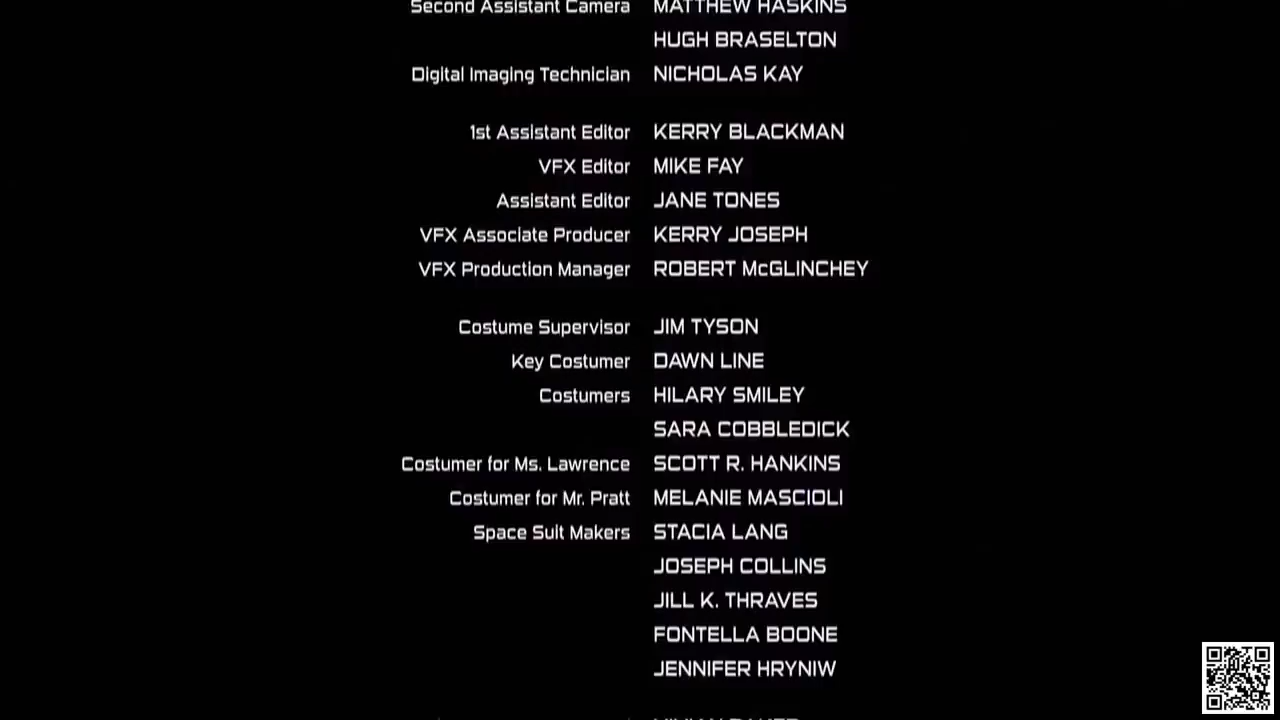 Second Assistant Camera MATTHEW HASKINS
HUGH BRASELTON
Digital Imaging Technician NICHOLAS KAY
1st Assistant Editor KERRY BLACKMAN
VFX Editor MIKE FAY
Assistant Editor JANE TONES
VFX Associate Producer KERRY JOSEPH
VFX Production Manager ROBERT McGLINCHEY
Costume Supervisor JIM TYSON
Key Costumer DAWN LINE
Costumers HILARY SMILEY
SARA COBBLEDICK
Costumer for Ms. Lawrence SCOTT R. HANKINS
Costumer for Mr. Pratt MELANIE MASCIOLI
Space Suit Makers STACIA LANG
JOSEPH COLLINS
JILL K. THRAVES
FONTELLA BOONE
JENNIFER HRYNIW